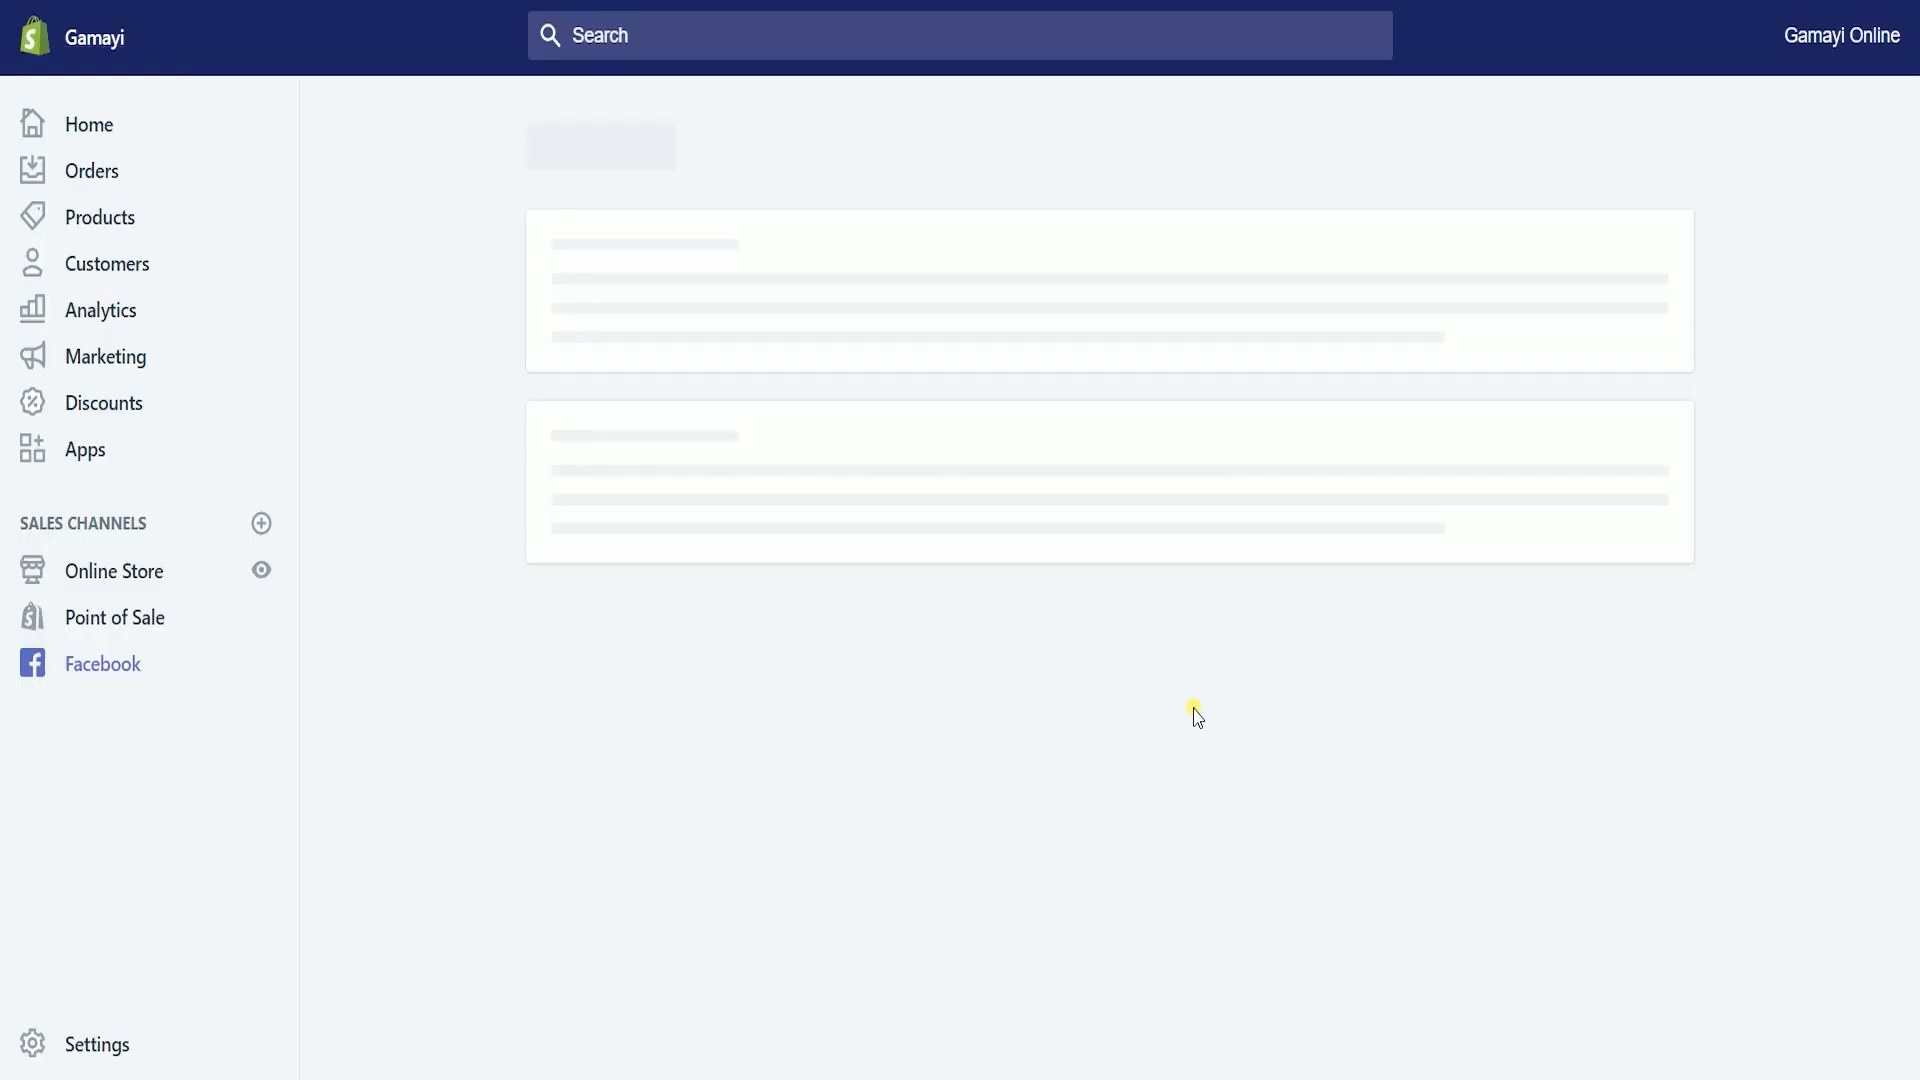 Gamayi
Search
Gamayi Online
Home
Orders
Products
Customers
Analytics
Marketing
Discounts
Apps
SALES CHANNELS
Online Store
Point of Sale
Facebook
Settings